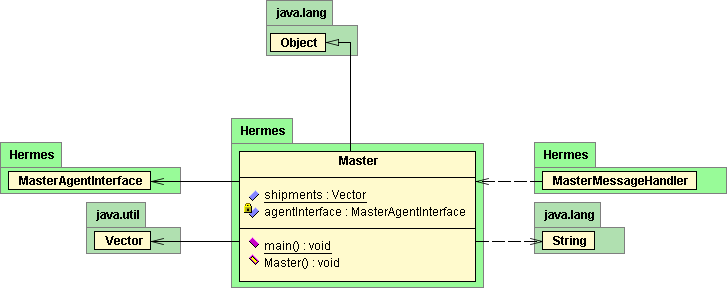 java.lang
Object
Hermes
Master
shipments : Vector
agentInterface : MasterAgentInterface
main() : void
Master() : void
Hermes
MasterAgentInterface
java.util
Vector
Hermes
MasterMessageHandler
java.lang
String